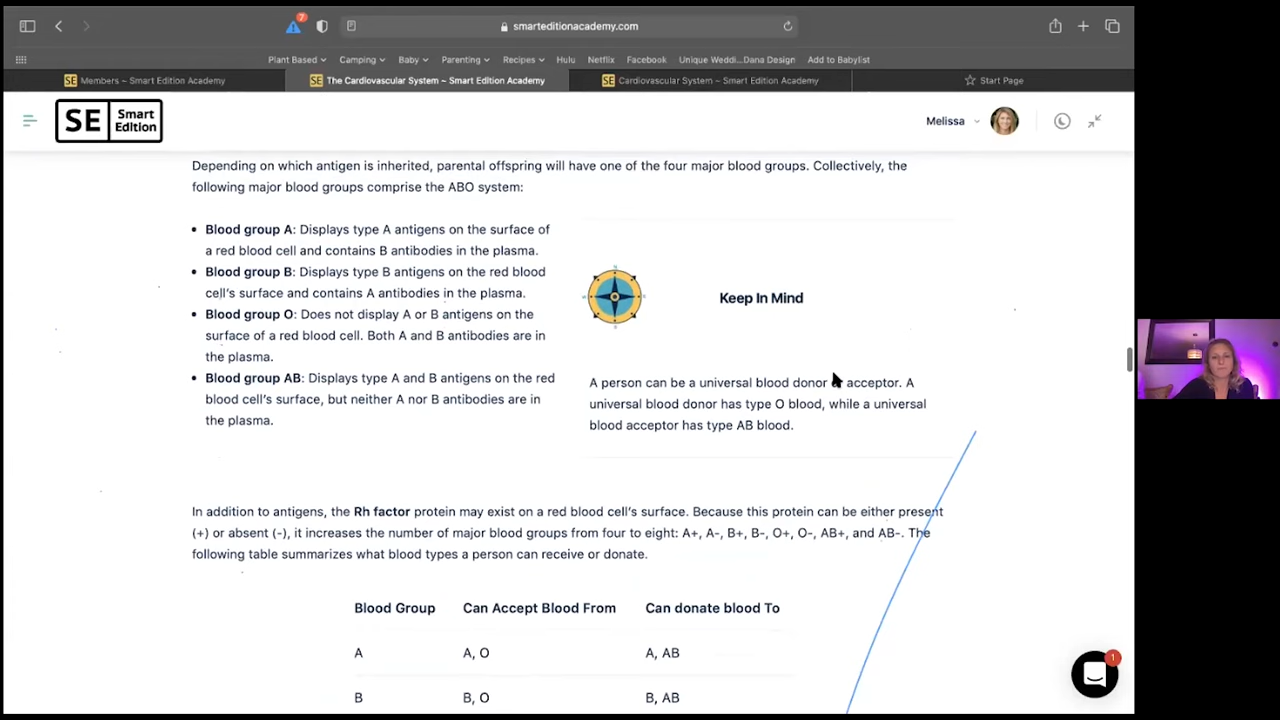 7
smarteditionacademy.com
Plant Based
Camping
Baby
Parenting
Recipes
Hulu
Netflix
Facebook
Unique Weddi...Dana Design
Add to Babylist
SE Members ~ Smart Edition Academy
SE The Cardiovascular System ~ Smart Edition Academy
SE Cardiovascular System ~ Smart Edition Academy
Start Page
SE Smart
Edition
Melissa
Depending on which antigen is inherited, parental offspring will have one of the four major blood groups. Collectively, the
following major blood groups comprise the ABO system:
Blood group A: Displays type A antigens on the surface of
a red blood cell and contains B antibodies in the plasma.
Blood group B: Displays type B antigens on the red blood
cell's surface and contains A antibodies in the plasma.
Blood group O: Does not display A or B antigens on the
surface of a red blood cell. Both A and B antibodies are in
the plasma.
Blood group AB: Displays type A and B antigens on the red
blood cell's surface, but neither A nor B antibodies are in
the plasma.
Keep In Mind
A person can be a universal blood donor acceptor. A
universal blood donor has type O blood, while a universal
blood acceptor has type AB blood.
In addition to antigens, the Rh factor protein may exist on a red blood cell's surface. Because this protein can be either present
(+) or absent (-), it increases the number of major blood groups from four to eight: A+, A-, B+, B-, O+, O-, AB+, and AB-. The
following table summarizes what blood types a person can receive or donate.
Blood Group Can Accept Blood From Can donate blood To
A A, O A, AB
B B, O B, AB
1